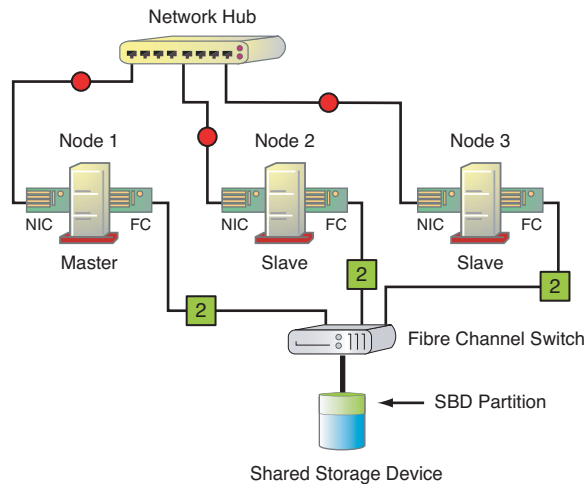 Network Hub
Node 1
Node 2
Node 3
NIC
FC
NIC
FC
NIC
FC
Master
Slave
Slave
2
2
2
Fibre Channel Switch
SBD Partition
Shared Storage Device